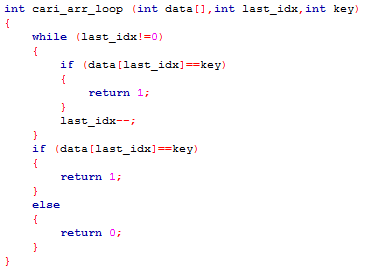 int cari_arr_loop (int data[],int last_idx,int key)
{
    while (last_idx!=0)
    {
        if (data[last_idx]==key)
        {
            return 1;
        }
        last_idx--;
    }
    if (data[last_idx]==key)
    {
        return 1;
    }
    else
    {
        return 0;
    }
}